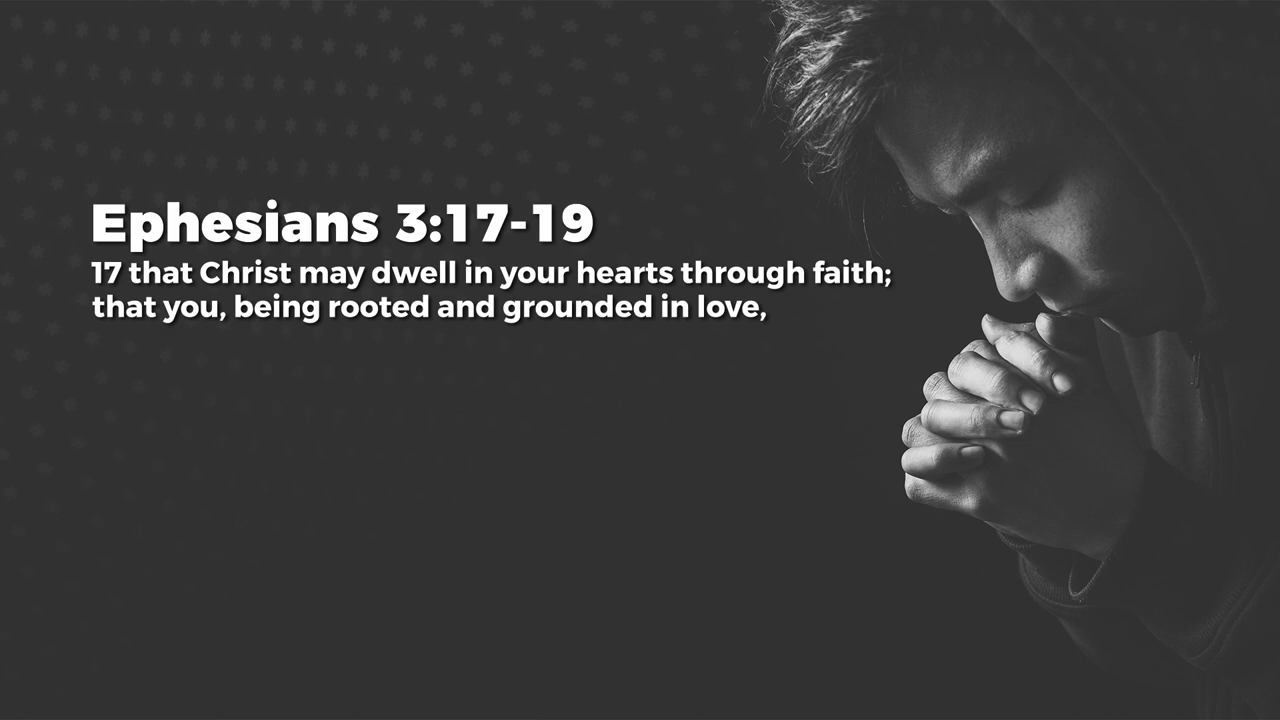 Ephesians 3:17-19
17 that Christ may dwell in your hearts through faith;
that you, being rooted and grounded in love,